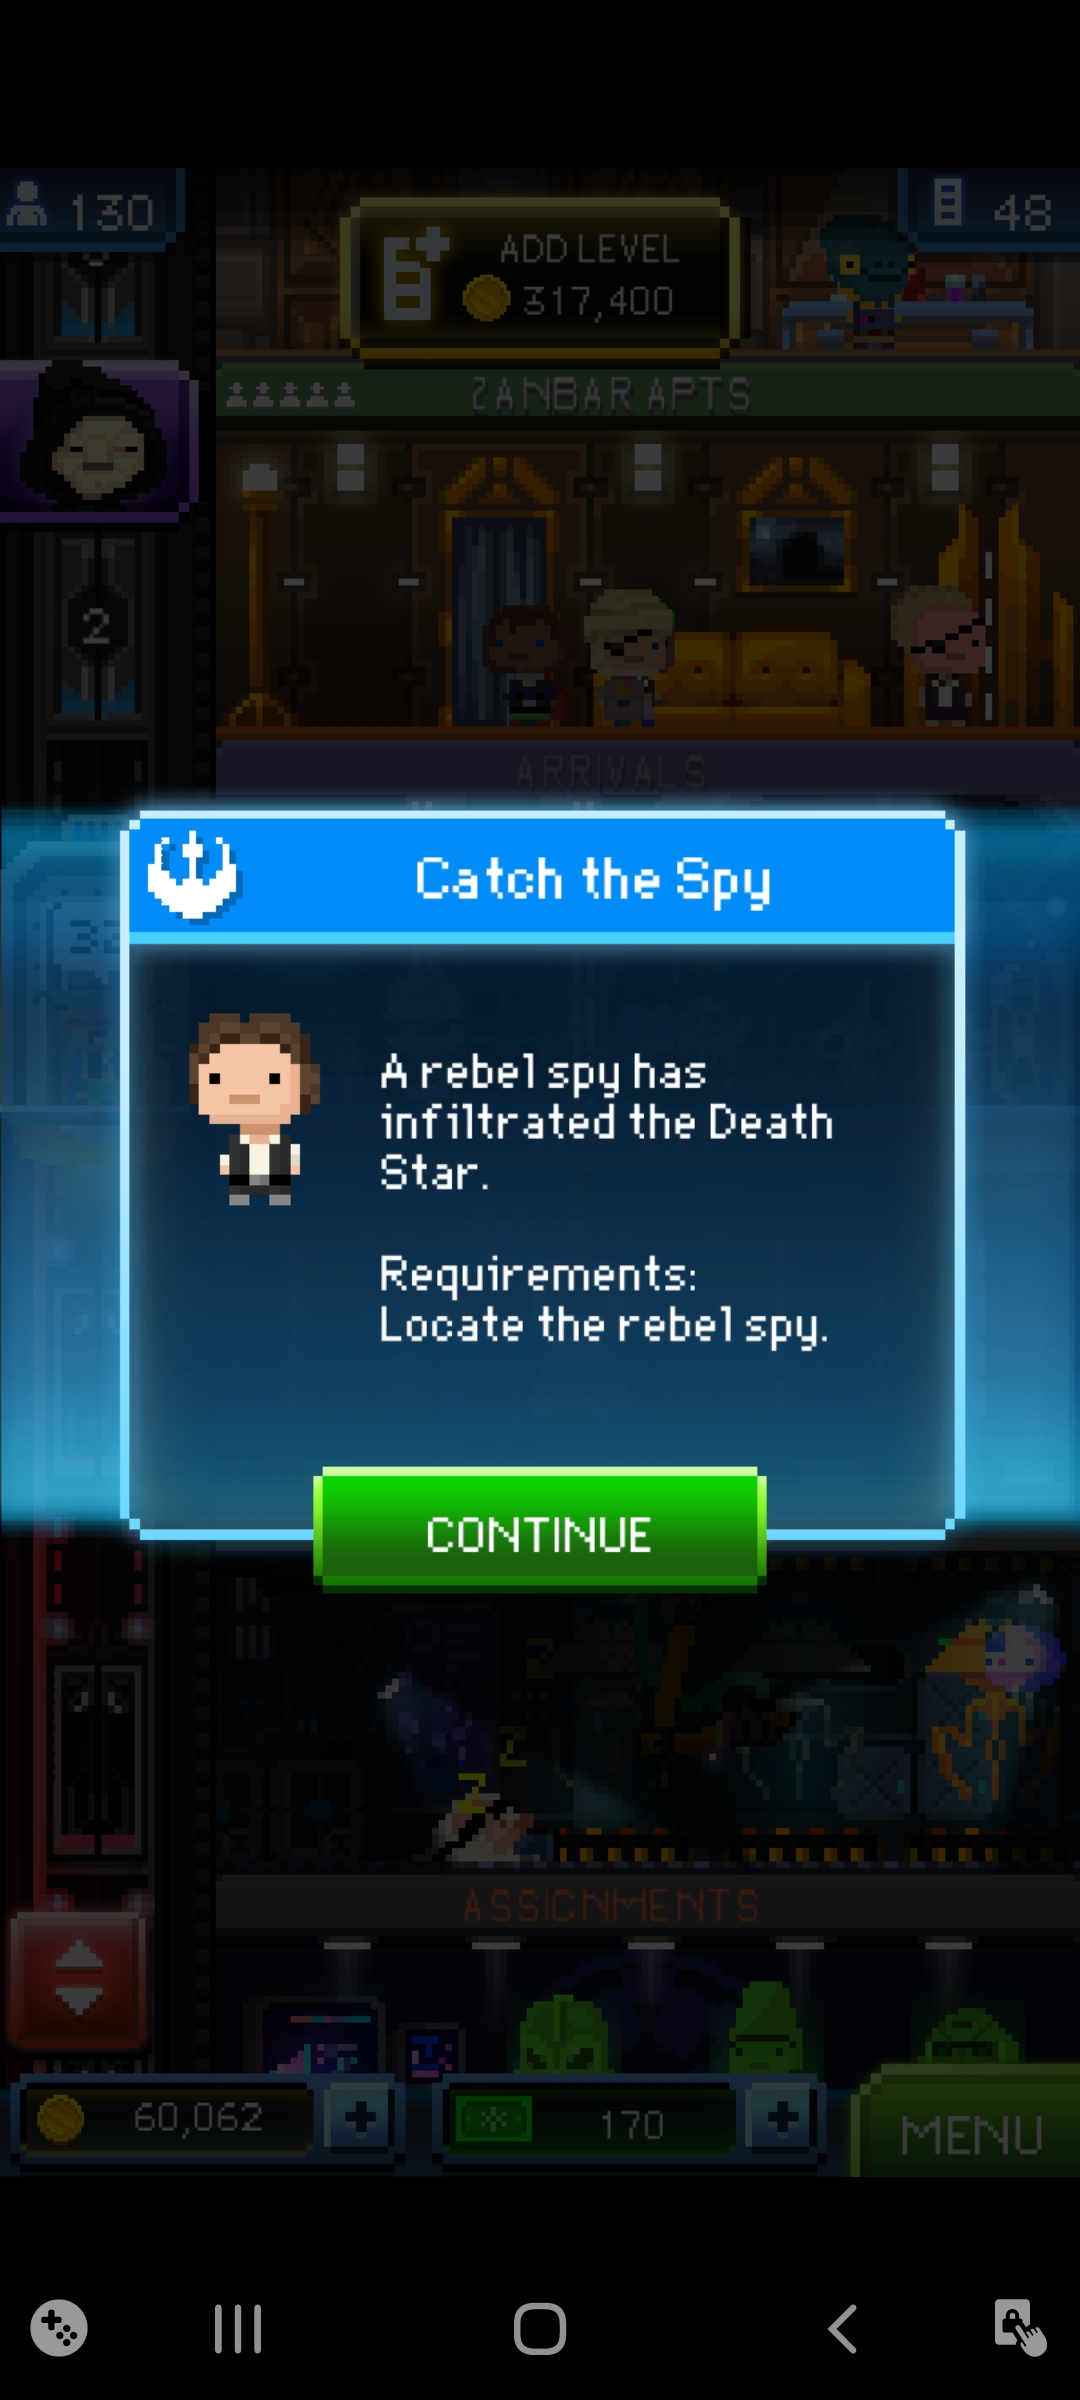 130
ADD LEVEL
317,400
48
ZANBAR APTS
2
ARRIVALS
Catch the Spy
A rebel spy has
infiltrated the Death
Star.
Requirements:
Locate the rebel spy.
CONTINUE
Z
Z
Z
ASSIGNMENTS
60,062
170
MENU